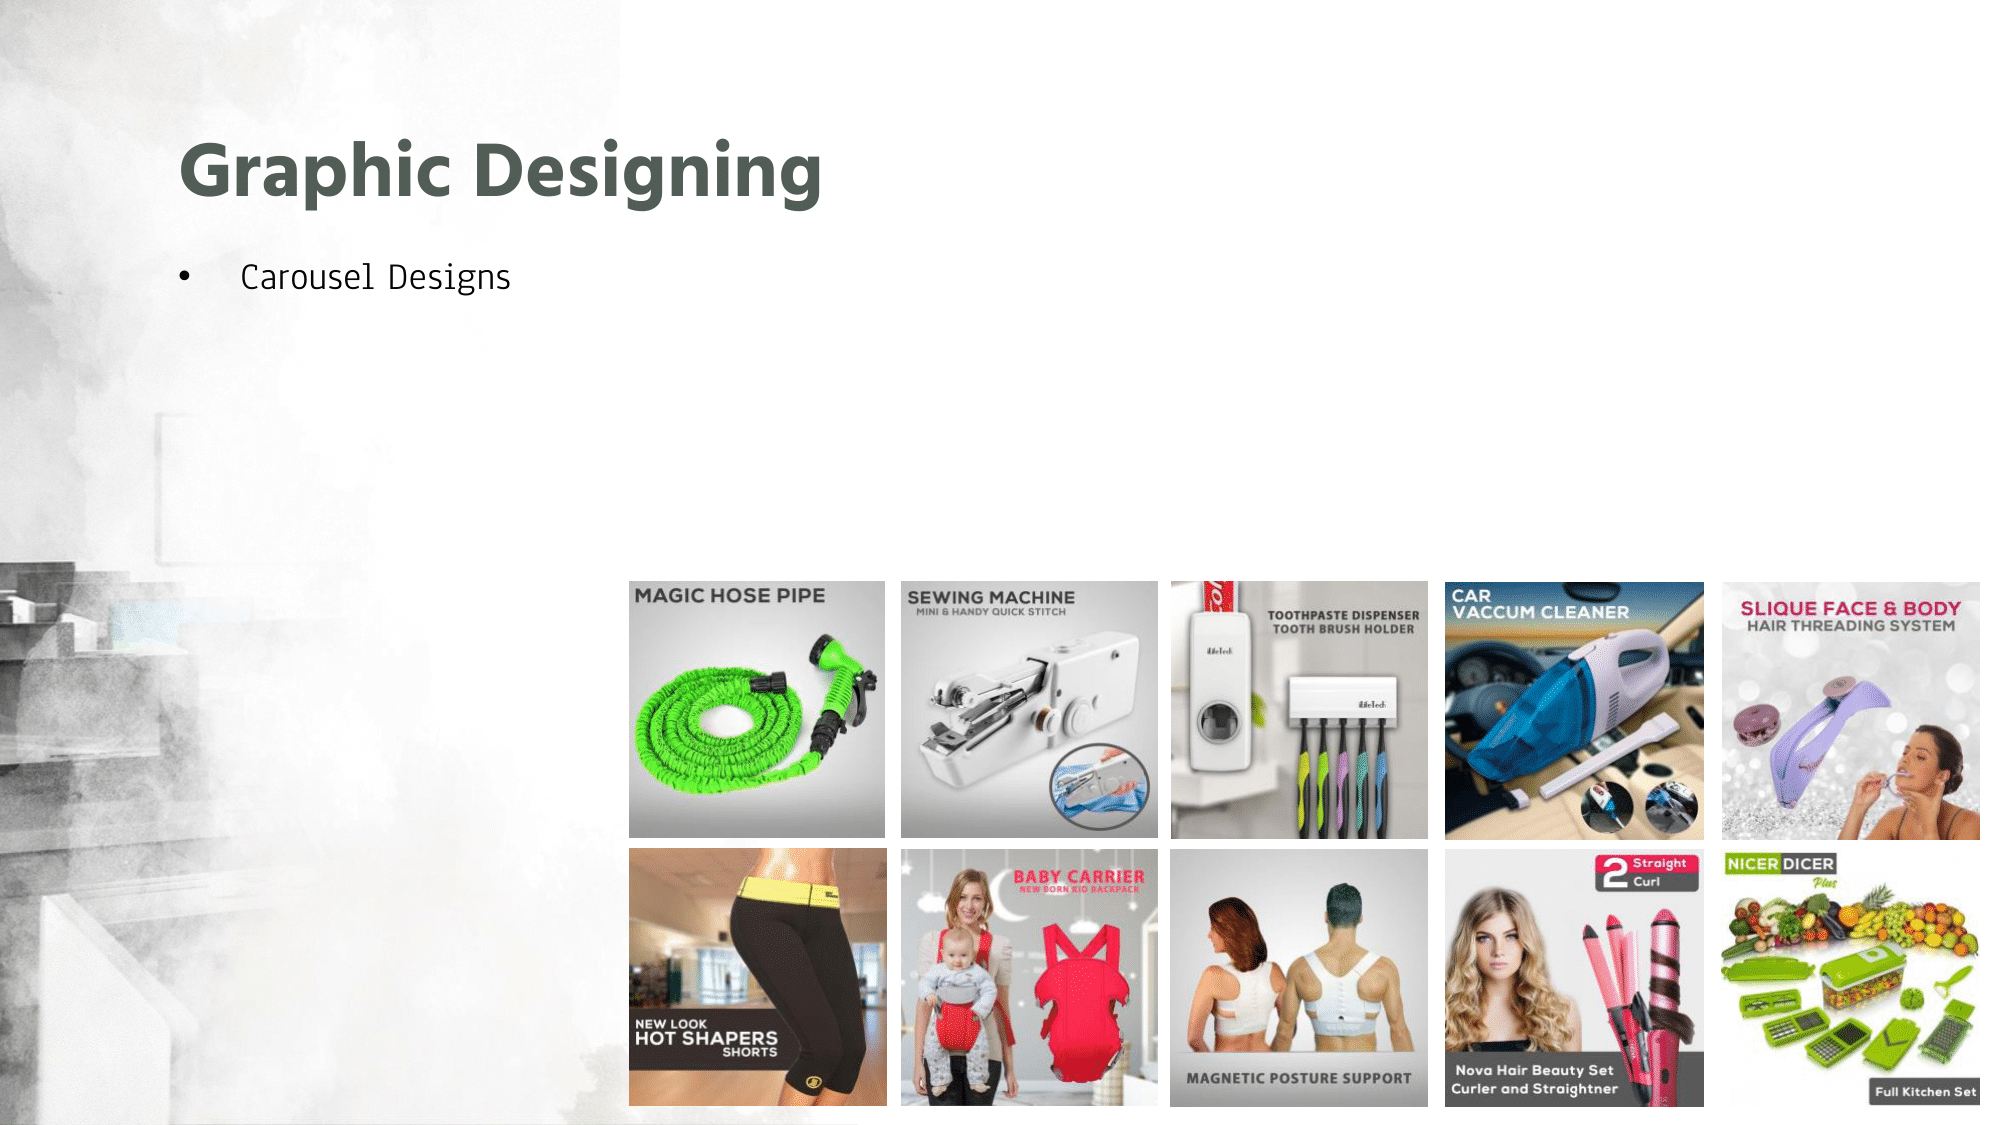 Graphic Designing
• Carousel Designs
MAGIC HOSE PIPE
SEWING MACHINE
MINI & HANDY QUICK STITCH
TOOTHPASTE DISPENSER
TOOTH BRUSH HOLDER
iLifeTech
iLifeTech
CAR
VACCUM CLEANER
SLIQUE FACE & BODY
HAIR THREADING SYSTEM
NEW LOOK
HOT SHAPERS
SHORTS
BABY CARRIER
NEW BORN KID BACKPACK
MAGNETIC POSTURE SUPPORT
2 Straight
Curl
Nova Hair Beauty Set
Curler and Straightner
NICER DICER
Plus
Full Kitchen Set